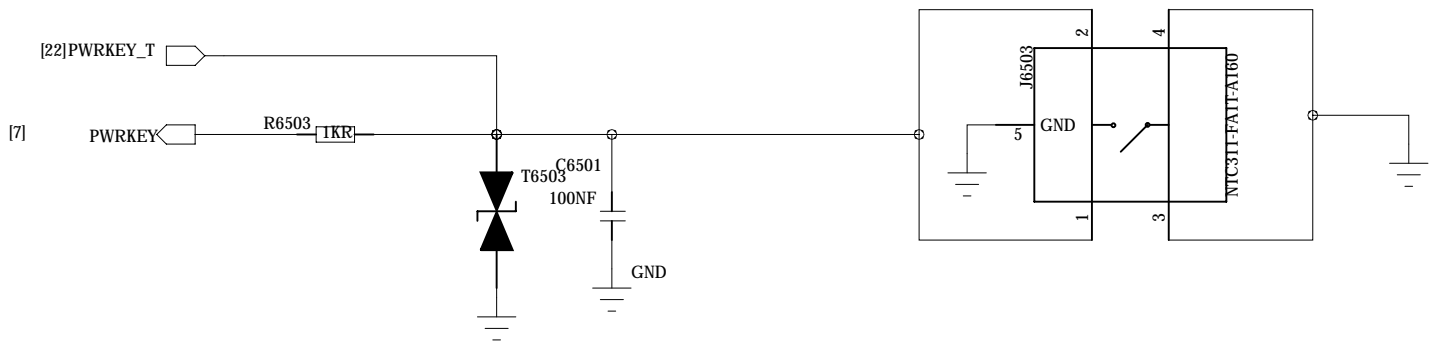 [22]PWRKEY_T
[7]
PWRKEY
R6503
1KR
T6503
C6501
100NF
GND
J6503
2
4
5
GND
1
3
NTC311-FA1T-A160